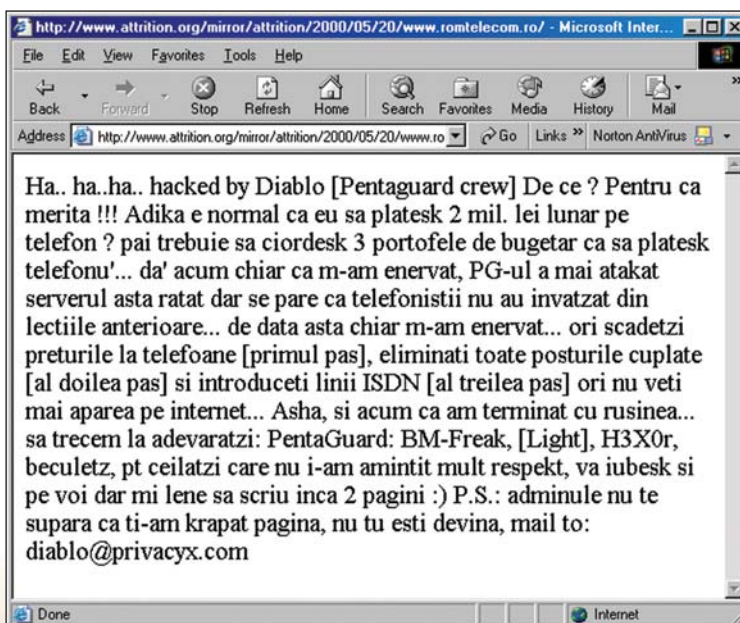 http://www.attrition.org/mirror/attrition/2000/05/20/www.romtelecom.ro/ - Microsoft Inter...
File Edit View Favorites Tools Help
Back Forward Stop Refresh Home Search Favorites Media History Mail »
Address http://www.attrition.org/mirror/attrition/2000/05/20/www.ro Go Links » Norton AntiVirus
Ha.. ha..ha.. hacked by Diablo [Pentaguard crew] De ce ? Pentru ca
merita !!! Adika e normal ca eu sa platesk 2 mil. lei lunar pe
telefon ? pai trebuie sa ciordesk 3 portofele de bugetar ca sa platesk
telefonu'... da' acum chiar ca m-am enervat, PG-ul a mai atakat
serverul asta ratat dar se pare ca telefonistii nu au invatzat din
lectiile anterioare... de data asta chiar m-am enervat... ori scadetzi
preturile la telefoane [primul pas], eliminati toate posturile cuplate
[al doilea pas] si introduceti linii ISDN [al treilea pas] ori nu veti
mai aparea pe internet... Asha, si acum ca am terminat cu rusinea...
sa trecem la adevaratzi: PentaGuard: BM-Freak, [Light], H3X0r,
beculetz, pt ceilatzi care nu i-am amintit mult respekt, va iubesk si
pe voi dar mi lene sa scriu inca 2 pagini :) P.S.: adminule nu te
supara ca ti-am krapat pagina, nu tu esti devina, mail to:
diablo@privacyx.com
Done Internet